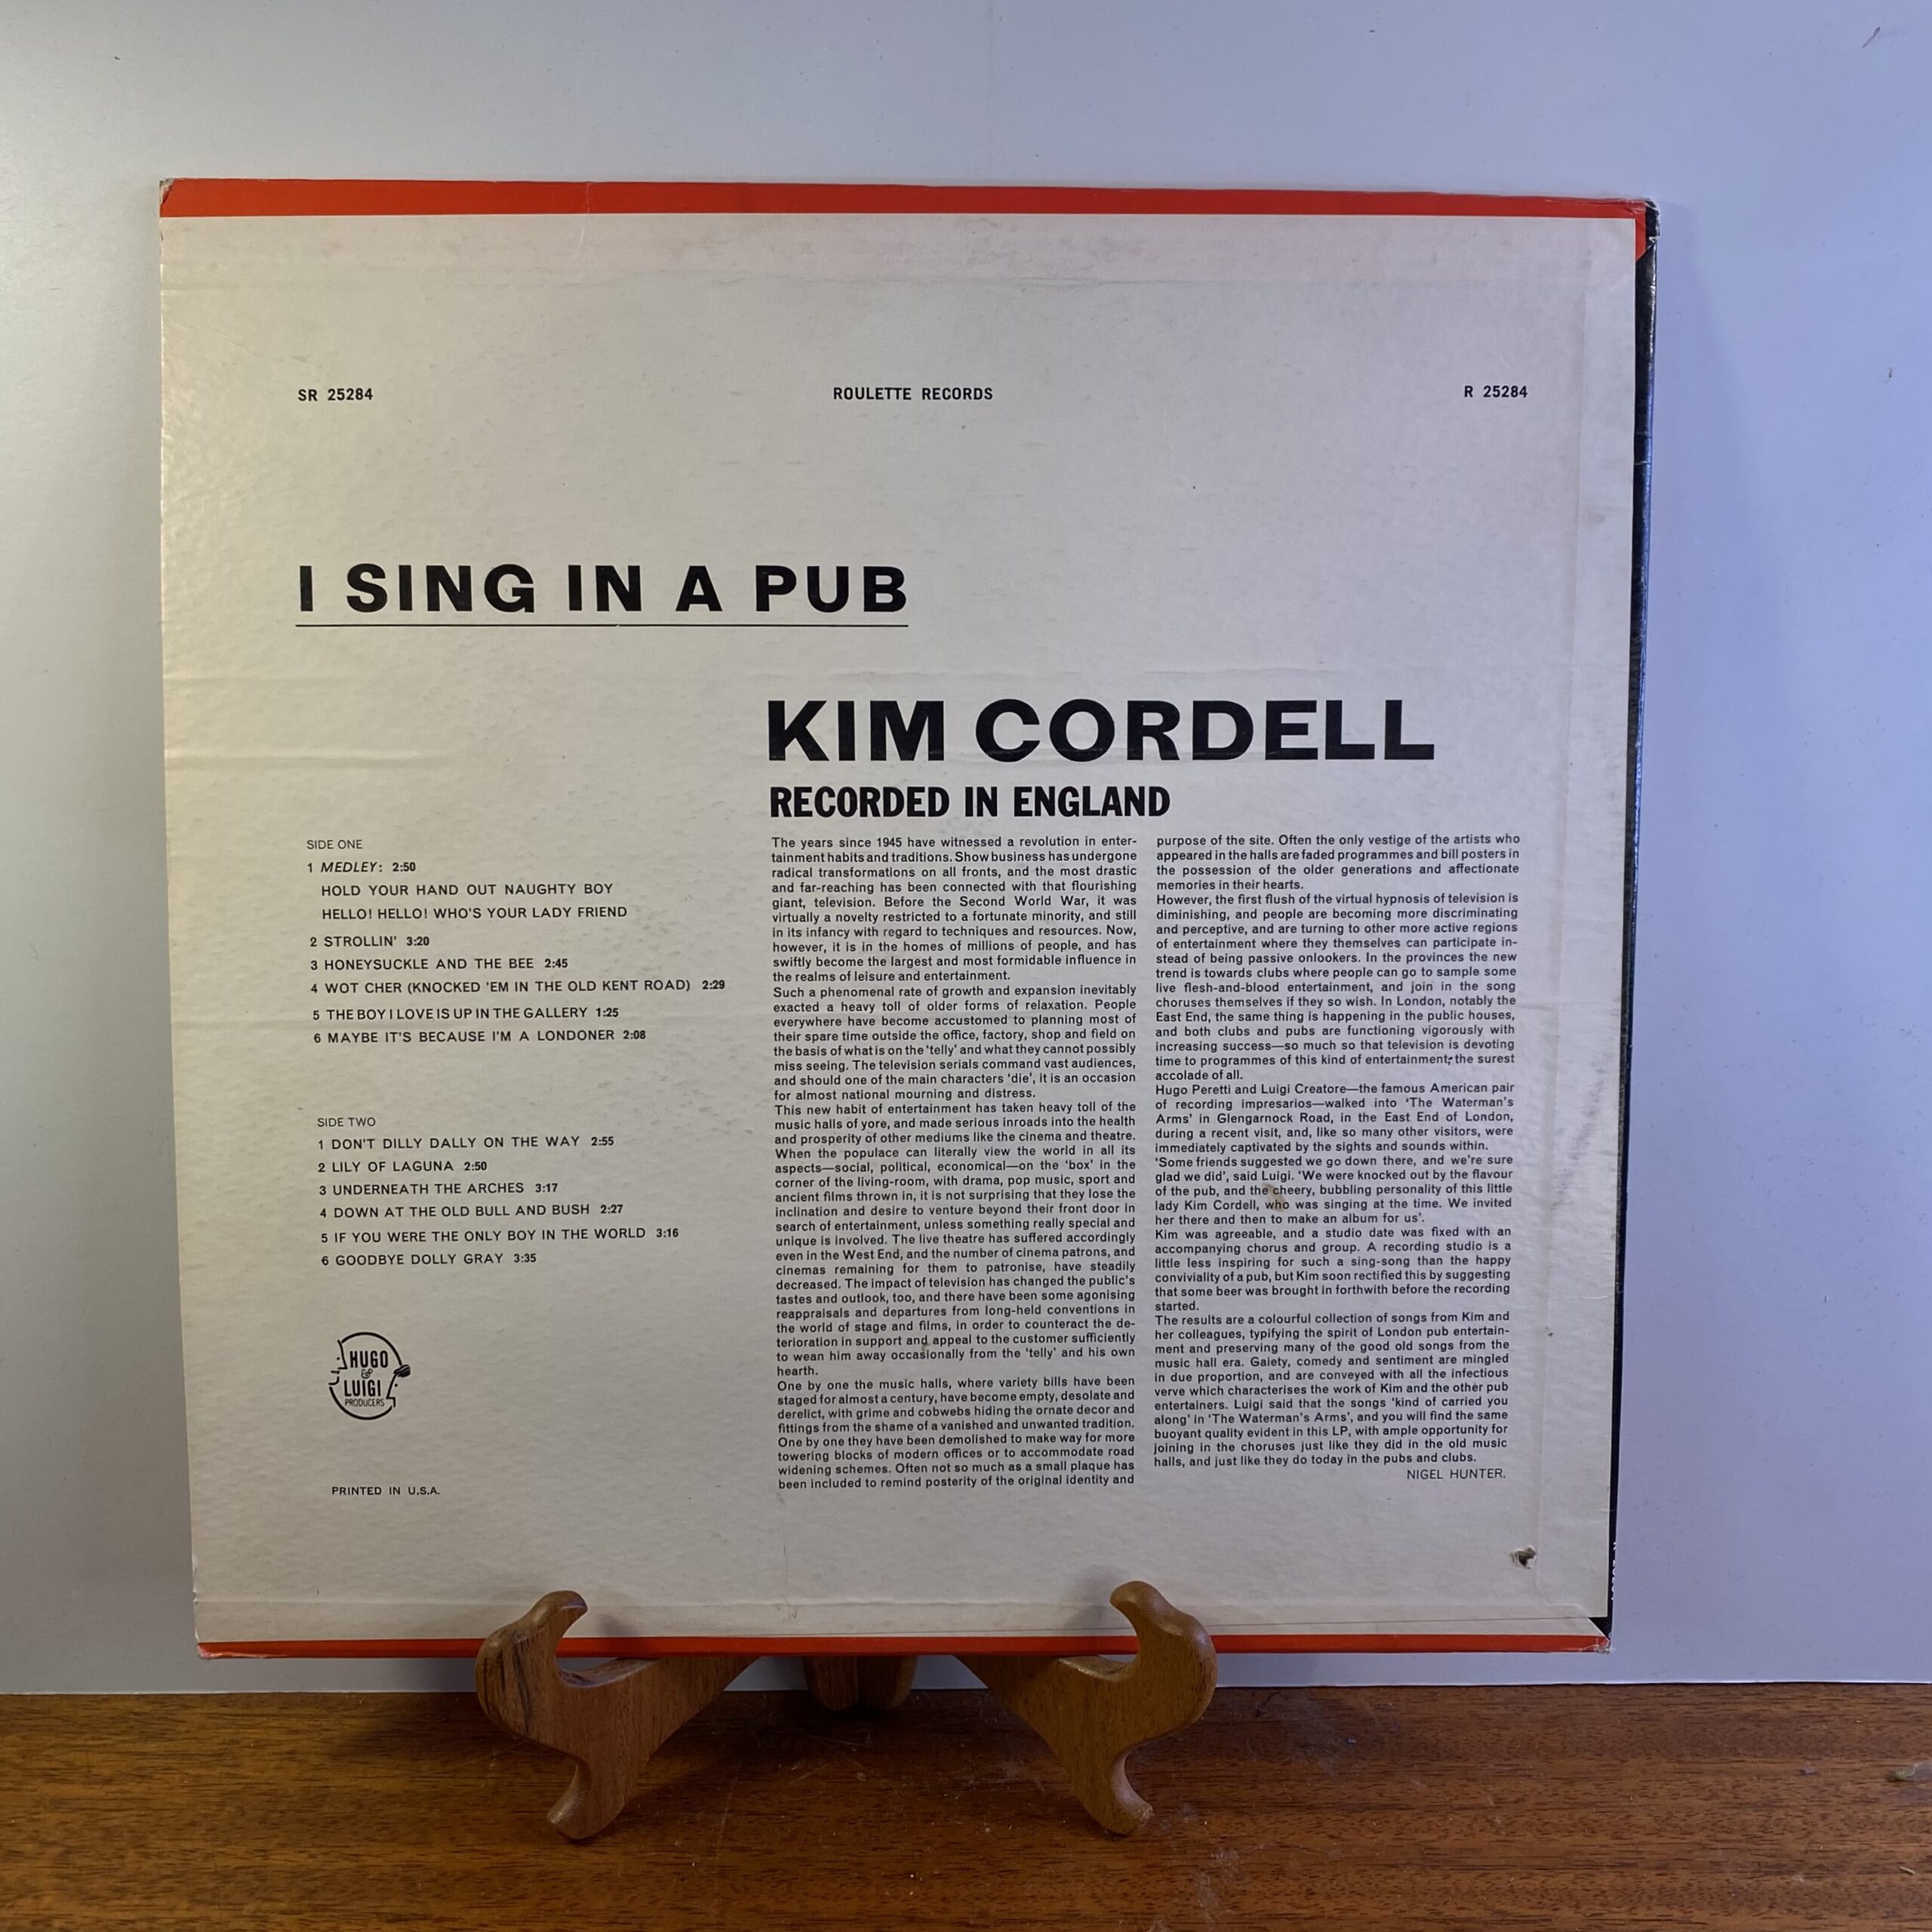 SR 25284
ROULETTE RECORDS
R 25284
I SING IN A PUB
KIM CORDELL
RECORDED IN ENGLAND
SIDE ONE
1 MEDLEY: 2:50
HOLD YOUR HAND OUT NAUGHTY BOY
HELLO! HELLO! WHO'S YOUR LADY FRIEND
2 STROLLIN' 3:20
3 HONEYSUCKLE AND THE BEE 2:45
4 WOT CHER (KNOCKED 'EM IN THE OLD KENT ROAD) 2:29
5 THE BOY I LOVE IS UP IN THE GALLERY 1:25
6 MAYBE IT'S BECAUSE I'M A LONDONER 2:08
SIDE TWO
1 DON'T DILLY DALLY ON THE WAY 2:55
2 LILY OF LAGUNA 2:50
3 UNDERNEATH THE ARCHES 3:17
4 DOWN AT THE OLD BULL AND BUSH 2:27
5 IF YOU WERE THE ONLY BOY IN THE WORLD 3:16
6 GOODBYE DOLLY GRAY 3:35
HUGO
&
LUIGI
PRODUCERS
PRINTED IN U.S.A.
The years since 1945 have witnessed a revolution in enter-
tainment habits and traditions. Show business has undergone
radical transformations on all fronts, and the most drastic
and far-reaching has been connected with that flourishing
giant, television. Before the Second World War, it was
virtually a novelty restricted to a fortunate minority, and still
in its infancy with regard to techniques and resources. Now,
however, it is in the homes of millions of people, and has
swiftly become the largest and most formidable influence in
the realms of leisure and entertainment.
Such a phenomenal rate of growth and expansion inevitably
exacted a heavy toll of older forms of relaxation. People
everywhere have become accustomed to planning most of
their spare time outside the office, factory, shop and field on
the basis of what is on the 'telly' and what they cannot possibly
miss seeing. The television serials command vast audiences,
and should one of the main characters 'die', it is an occasion
for almost national mourning and distress.
This new habit of entertainment has taken heavy toll of the
music halls of yore, and made serious inroads into the health
and prosperity of other mediums like the cinema and theatre.
When the populace can literally view the world in all its
aspects—social, political, economical—on the 'box' in the
corner of the living-room, with drama, pop music, sport and
ancient films thrown in, it is not surprising that they lose the
inclination and desire to venture beyond their front door in
search of entertainment, unless something really special and
unique is involved. The live theatre has suffered accordingly
even in the West End, and the number of cinema patrons, and
cinemas remaining for them to patronise, have steadily
decreased. The impact of television has changed the public's
tastes and outlook, too, and there have been some agonising
reappraisals and departures from long-held conventions in
the world of stage and films, in order to counteract the de-
terioration in support and appeal to the customer sufficiently
to wean him away occasionally from the 'telly' and his own
hearth.
One by one the music halls, where variety bills have been
staged for almost a century, have become empty, desolate and
derelict, with grime and cobwebs hiding the ornate decor and
fittings from the shame of a vanished and unwanted tradition.
One by one they have been demolished to make way for more
towering blocks of modern offices or to accommodate road
widening schemes. Often not so much as a small plaque has
been included to remind posterity of the original identity and
purpose of the site. Often the only vestige of the artists who
appeared in the halls are faded programmes and bill posters in
the possession of the older generations and affectionate
memories in their hearts.
However, the first flush of the virtual hypnosis of television is
diminishing, and people are becoming more discriminating
and perceptive, and are turning to other more active regions
of entertainment where they themselves can participate in-
stead of being passive onlookers. In the provinces the new
trend is towards clubs where people can go to sample some
live flesh-and-blood entertainment, and join in the song
choruses themselves if they so wish. In London, notably the
East End, the same thing is happening in the public houses,
and both clubs and pubs are functioning vigorously with
increasing success—so much so that television is devoting
time to programmes of this kind of entertainment; the surest
accolade of all.
Hugo Peretti and Luigi Creatore—the famous American pair
of recording impresarios—walked into 'The Waterman's
Arms' in Glengarnock Road, in the East End of London,
during a recent visit, and, like so many other visitors, were
immediately captivated by the sights and sounds within.
'Some friends suggested we go down there, and we're sure
glad we did', said Luigi. 'We were knocked out by the flavour
of the pub, and the cheery, bubbling personality of this little
lady Kim Cordell, who was singing at the time. We invited
her there and then to make an album for us'.
Kim was agreeable, and a studio date was fixed with an
accompanying chorus and group. A recording studio is a
little less inspiring for such a sing-song than the happy
conviviality of a pub, but Kim soon rectified this by suggesting
that some beer was brought in forthwith before the recording
started.
The results are a colourful collection of songs from Kim and
her colleagues, typifying the spirit of London pub entertain-
ment and preserving many of the good old songs from the
music hall era. Gaiety, comedy and sentiment are mingled
in due proportion, and are conveyed with all the infectious
verve which characterises the work of Kim and the other pub
entertainers. Luigi said that the songs 'kind of carried you
along' in 'The Waterman's Arms', and you will find the same
buoyant quality evident in this LP, with ample opportunity for
joining in the choruses just like they did in the old music
halls, and just like they do today in the pubs and clubs.
NIGEL HUNTER.